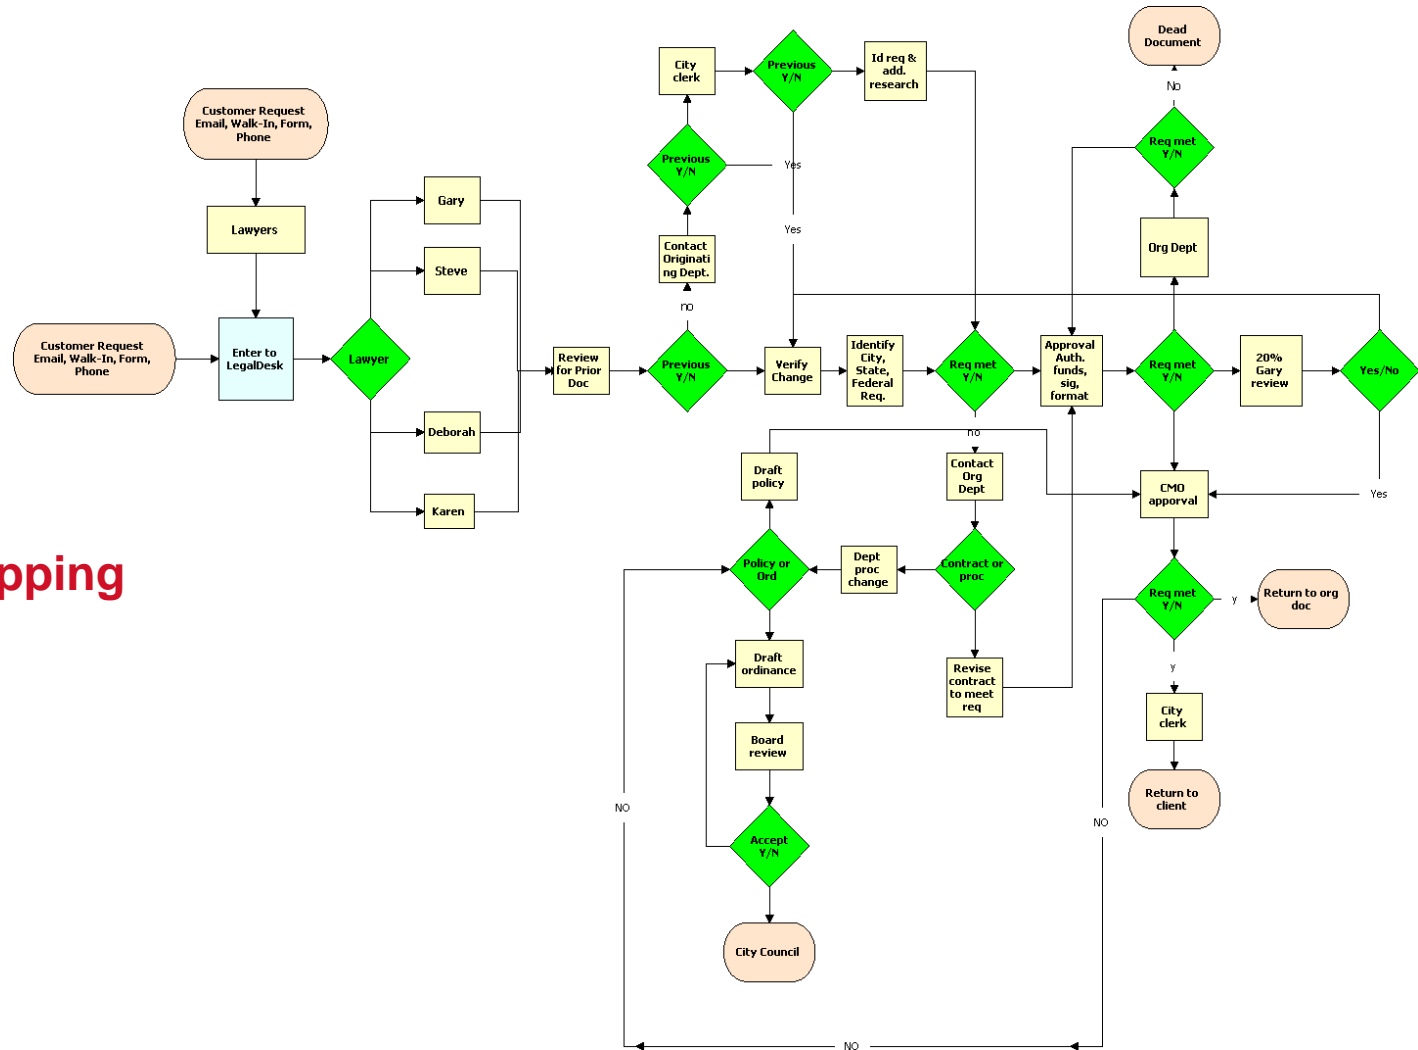 Dead
Document
City
clerk
Previous
Y/N
Id req &
add.
research
No
Customer Request
Email, Walk-In, Form,
Phone
Previous
Y/N
Yes
Req met
Y/N
Gary
Lawyers
Yes
Contact
Originati
ng Dept.
Org Dept
Steve
no
Customer Request
Email, Walk-In, Form,
Phone
Enter to
LegalDesk
Lawyer
Review
for Prior
Doc
Previous
Y/N
Verify
Change
Identify
City,
State,
Federal
Req.
Req met
Y/N
Approval
Auth.
funds,
sig,
format
Req met
Y/N
20%
Gary
review
Yes/No
Deborah
no
Draft
policy
Contact
Org
Dept
CMO
apporval
Yes
Karen
pping
Policy or
Ord
Dept
proc
change
Contract or
proc
Req met
Y/N
y
Return to org
doc
Draft
ordinance
y
Revise
contract
to meet
req
City
clerk
Board
review
Return to
client
NO
NO
Accept
Y/N
City Council
NO